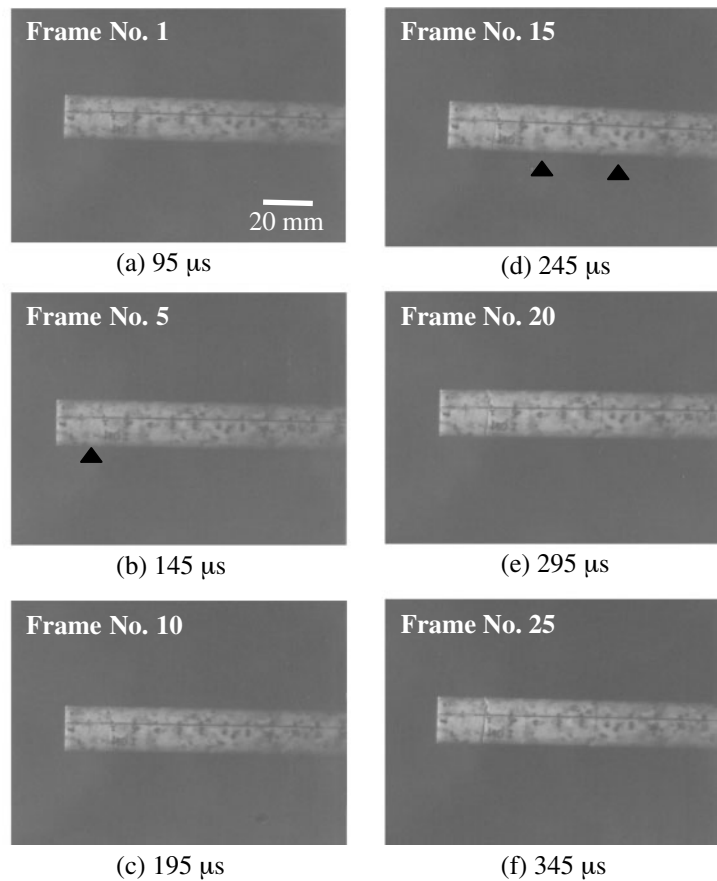 Frame No. 1
20 mm
(a) 95 μs
Frame No. 5
(b) 145 μs
Frame No. 10
(c) 195 μs
Frame No. 15
(d) 245 μs
Frame No. 20
(e) 295 μs
Frame No. 25
(f) 345 μs